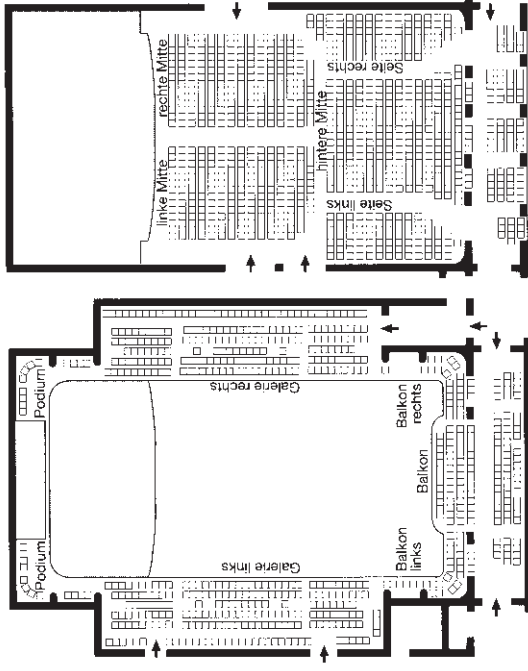 rechte Mitte
Seite rechts
linke Mitte
hintere Mitte
Seite links
Podium
Galerie rechts
Balkon
rechts
Balkon
Podium
Galerie links
Balkon
links